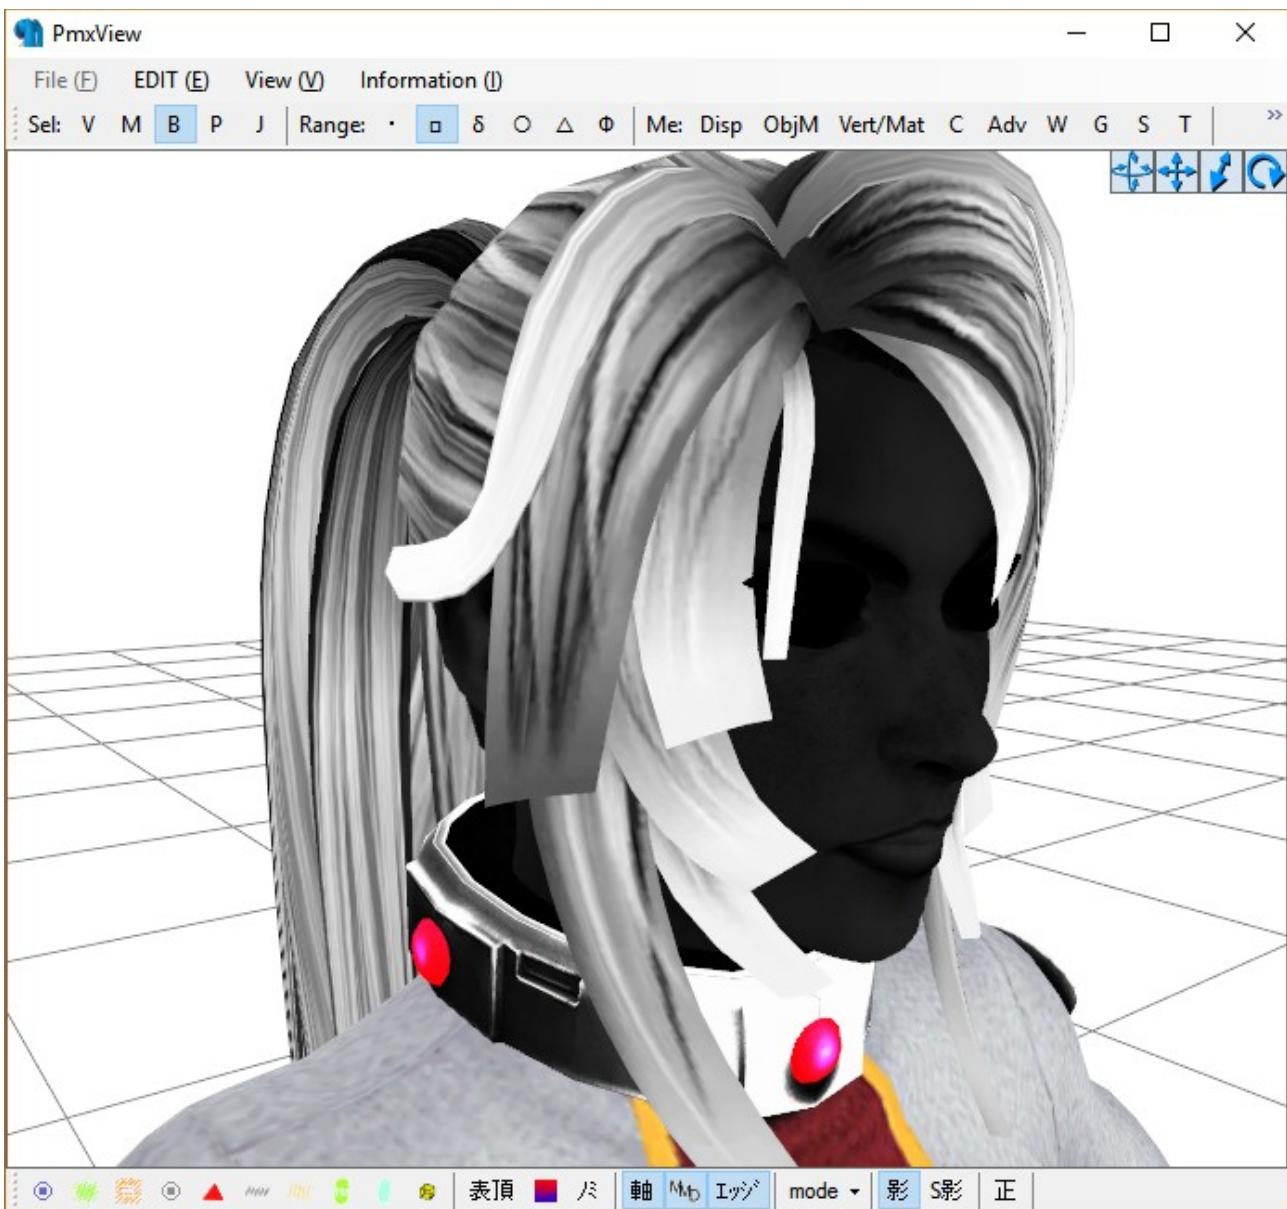 PmxView
File (F) EDIT (E) View (V) Information (I)
Sel: V M B P J Range: · □ δ ○ △ Φ Me: Disp ObjM Vert/Mat C Adv W G S T »
表頂 軸 MMD エッジ mode 影 S影 正